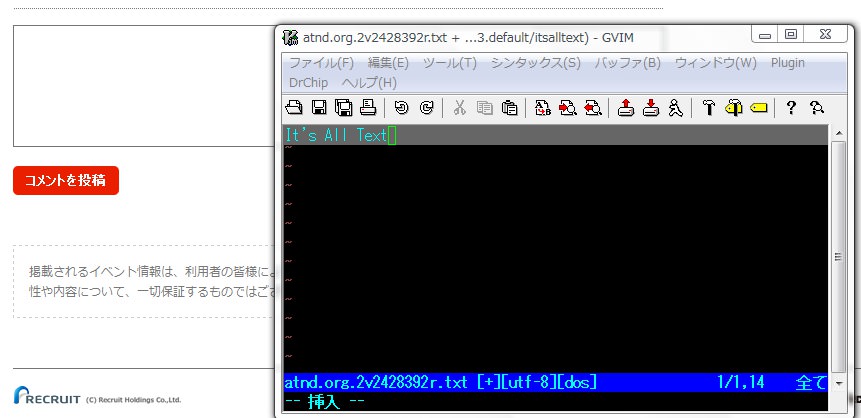 atnd.org.2v2428392r.txt + ...3.default/itsalltext) - GVIM
ファイル(F) 編集(E) ツール(T) シンタックス(S) バッファ(B) ウィンドウ(W) Plugin
DrChip ヘルプ(H)
It's All Text
~
~
~
~
~
~
~
~
~
~
~
~
atnd.org.2v2428392r.txt [+][utf-8][dos] 1/1,14 全て
-- 挿入 --
コメントを投稿
掲載されるイベント情報は、利用者の皆様に
性や内容について、一切保証するものではご
RECRUIT (C) Recruit Holdings Co.,Ltd.